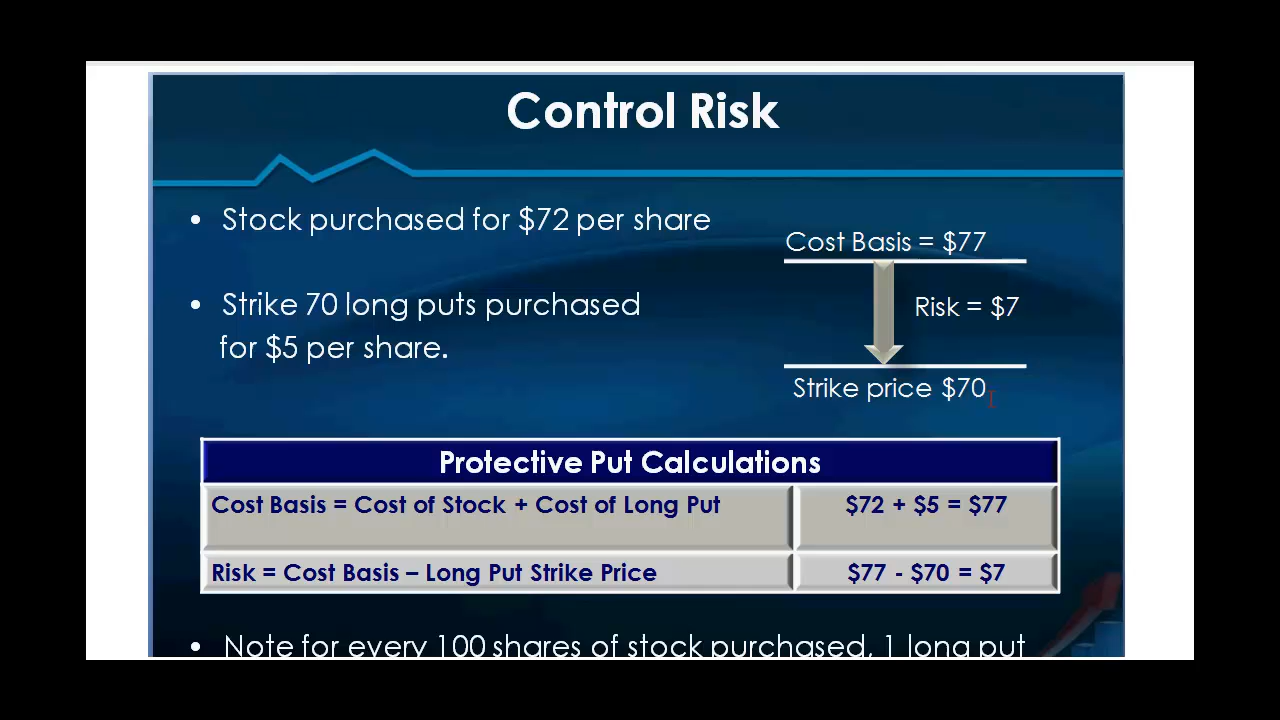 Control Risk
• Stock purchased for $72 per share
• Strike 70 long puts purchased
for $5 per share.
Cost Basis = $77
Risk = $7
Strike price $70
Protective Put Calculations
Cost Basis = Cost of Stock + Cost of Long Put $72 + $5 = $77
Risk = Cost Basis – Long Put Strike Price $77 - $70 = $7
• Note for every 100 shares of stock purchased, 1 long put